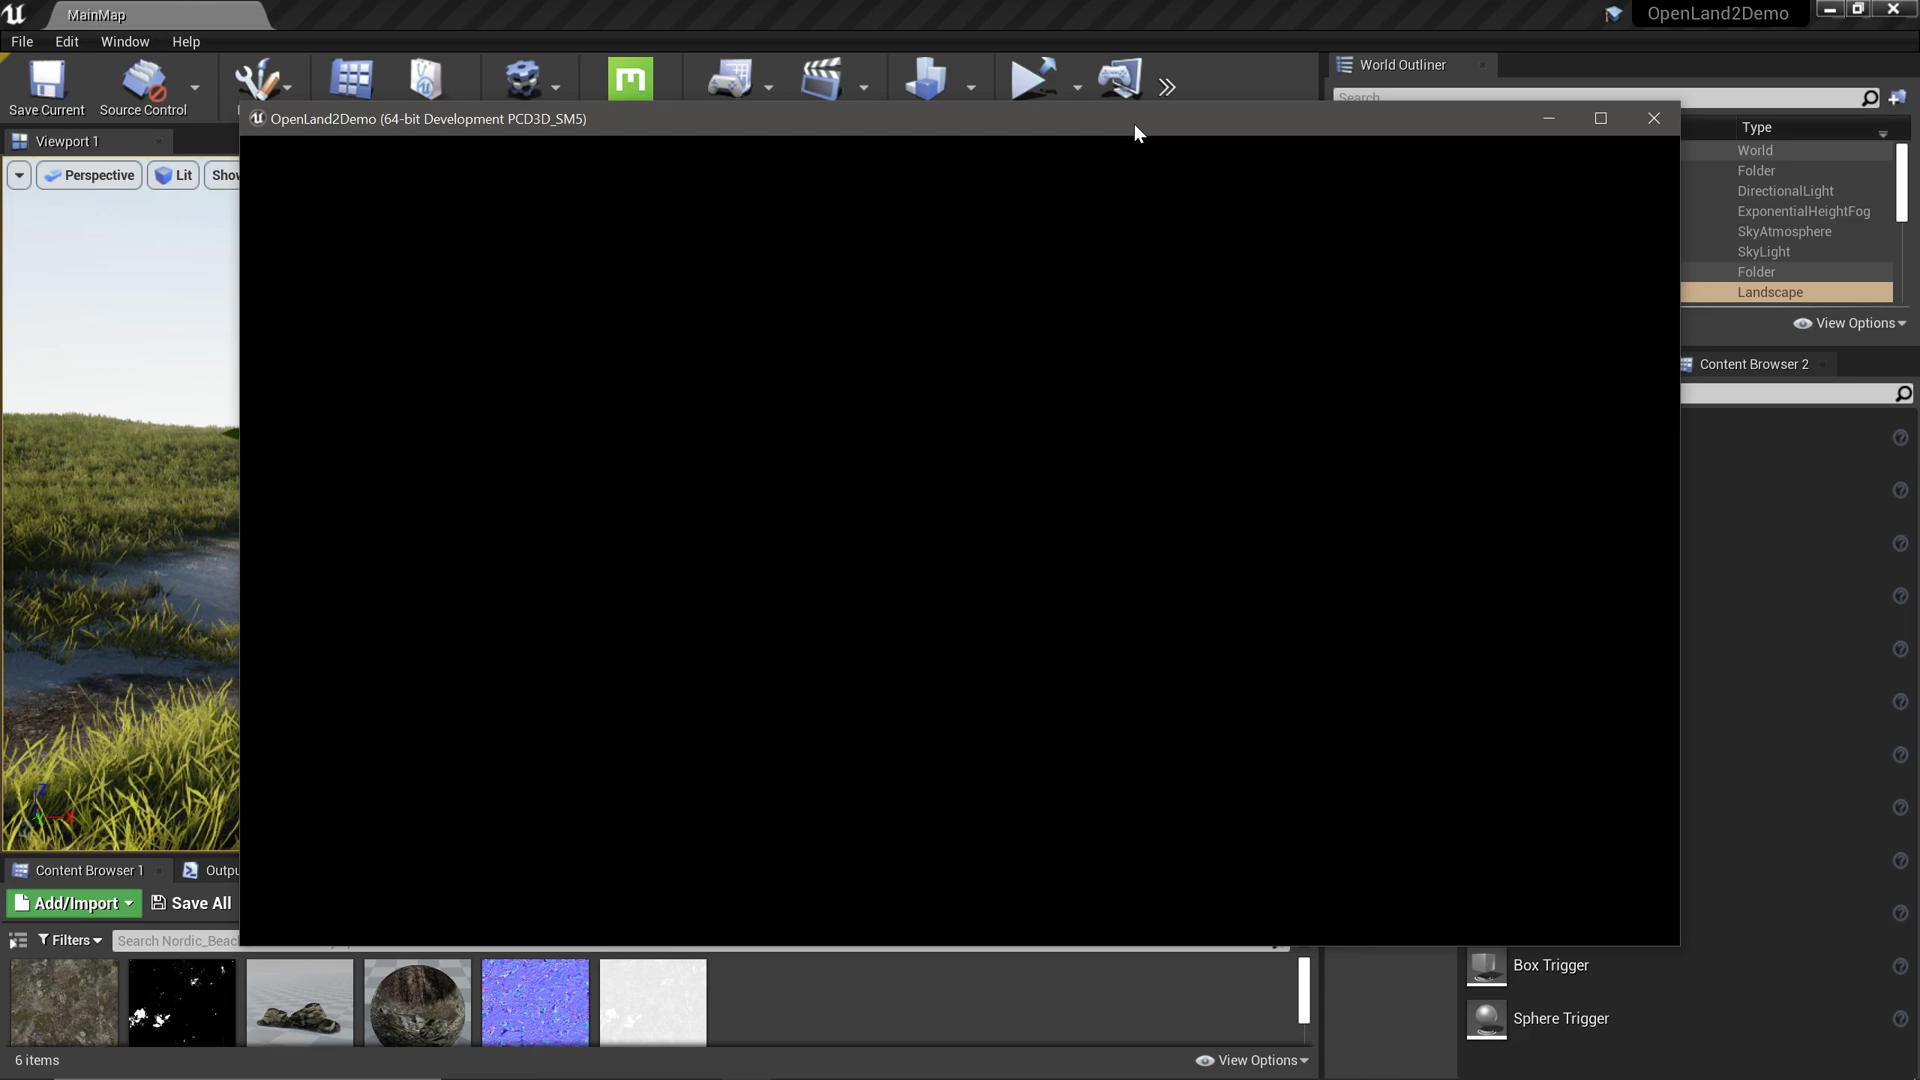 MainMap
OpenLand2Demo
File Edit Window Help
Save Current
Source Control
World Outliner
Search
OpenLand2Demo (64-bit Development PCD3D_SM5)
Viewport 1
Type
Perspective
Lit
World
Folder
DirectionalLight
ExponentialHeightFog
SkyAtmosphere
SkyLight
Folder
Landscape
View Options
Content Browser 2
Z
X
Content Browser 1
Add/Import
Save All
Filters
Search
Box Trigger
Sphere Trigger
6 items
View Options